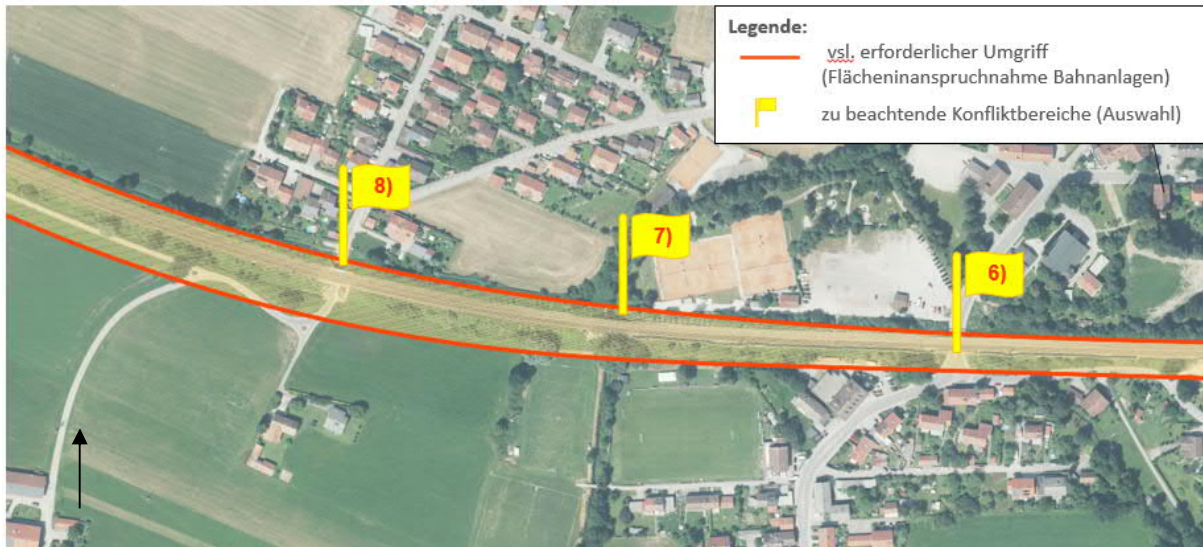 Legende:
vsl. erforderlicher Umgriff
(Flächeninanspruchnahme Bahnanlagen)
zu beachtende Konfliktbereiche (Auswahl)
8)
7)
6)